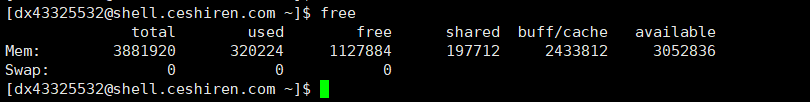 [dx43325532@shell.ceshiren.com ~]$ free
              total        used        free      shared  buff/cache   available
Mem:        3881920      320224     1127884      197712     2433812     3052836
Swap:             0           0           0
[dx43325532@shell.ceshiren.com ~]$